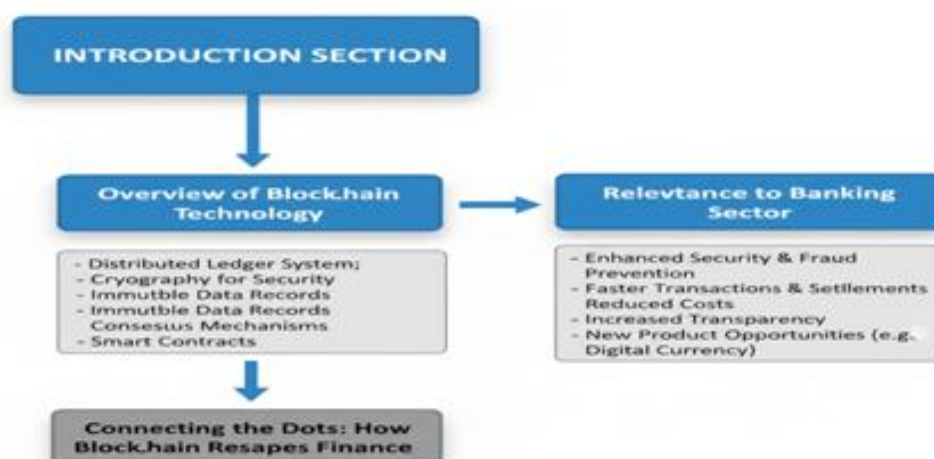 INTRODUCTION SECTION
Overview of Block.hain
Technology
- Distributed Ledger System;
- Cryography for Security
- Immutble Data Records
- Immutble Data Records
Consesius Mechanisms
- Smart Contracts
Relevtance to Banking
Sector
- Enhanced Security & Fraud
Prevention
- Faster Transactions & Setllements
Reduced Costs
- Increased Transparency
- New Product Opportunities (e.g.
Digital Currency)
Connecting the Dots: How
Block.hain Resapes Finance